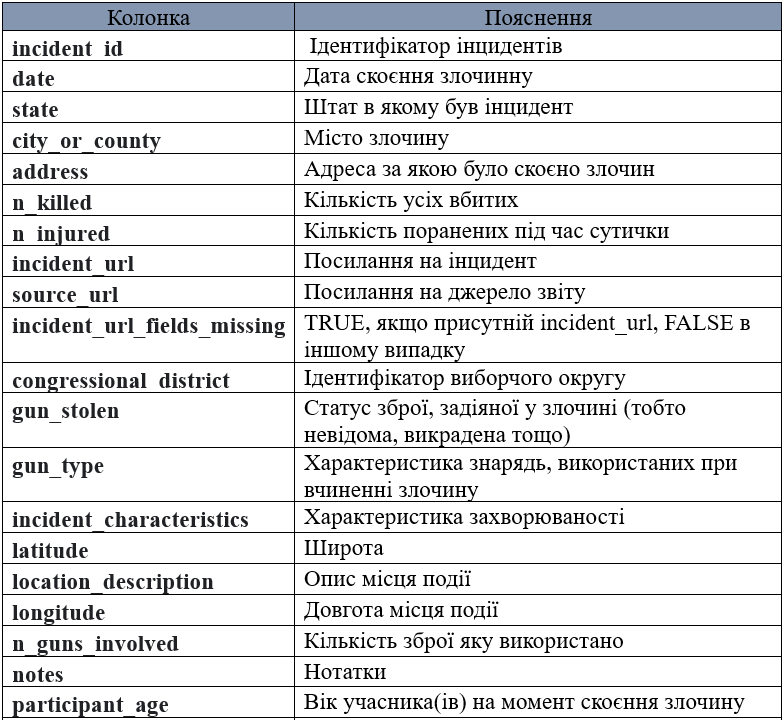 Колонка Пояснення
incident_id Ідентифікатор інцидентів
date Дата скоєння злочинну
state Штат в якому був інцидент
city_or_county Місто злочину
address Адреса за якою було скоєно злочин
n_killed Кількість усіх вбитих
n_injured Кількість поранених під час сутички
incident_url Посилання на інцидент
source_url Посилання на джерело звіту
incident_url_fields_missing TRUE, якщо присутній incident_url, FALSE в
іншому випадку
congressional_district Ідентифікатор виборчого округу
gun_stolen Статус зброї, задіяної у злочині (тобто
невідома, викрадена тощо)
gun_type Характеристика знарядь, використаних при
вчиненні злочину
incident_characteristics Характеристика захворюваності
latitude Широта
location_description Опис місця події
longitude Довгота місця події
n_guns_involved Кількість зброї яку використано
notes Нотатки
participant_age Вік учасника(ів) на момент скоєння злочину